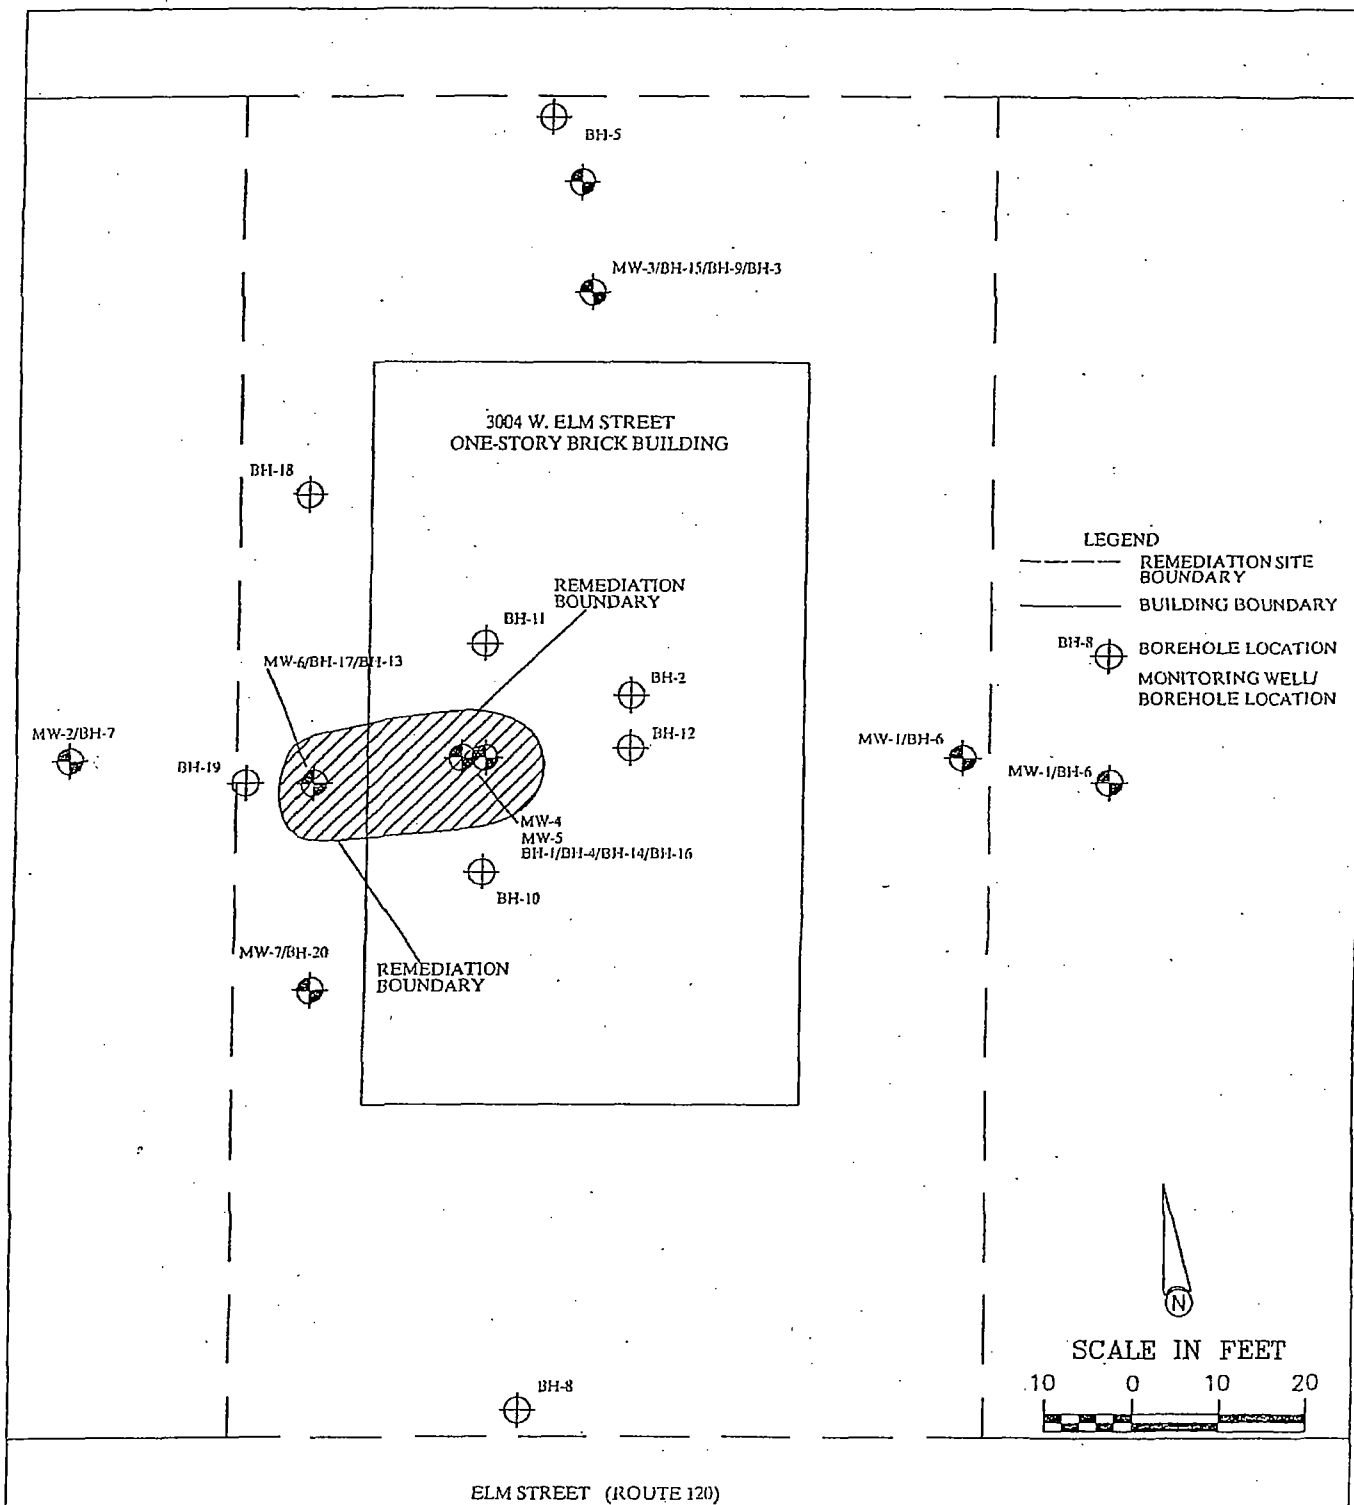 BH-5
MW-3/BH-15/BH-9/BH-3
3004 W. ELM STREET
ONE-STORY BRICK BUILDING
BH-18
LEGEND
REMEDIATION SITE
BOUNDARY
BUILDING BOUNDARY
BH-8
BOREHOLE LOCATION
MONITORING WELL/
BOREHOLE LOCATION
REMEDIATION
BOUNDARY
BH-11
MW-6/BH-17/BH-13
BH-2
MW-2/BH-7
BH-12
MW-1/BH-6
BH-19
MW-1/BH-6
MW-4
MW-5
BH-1/BH-4/BH-14/BH-16
BH-10
MW-7/BH-20
REMEDIATION
BOUNDARY
N
SCALE IN FEET
10 0 10 20
BH-8
ELM STREET (ROUTE 120)